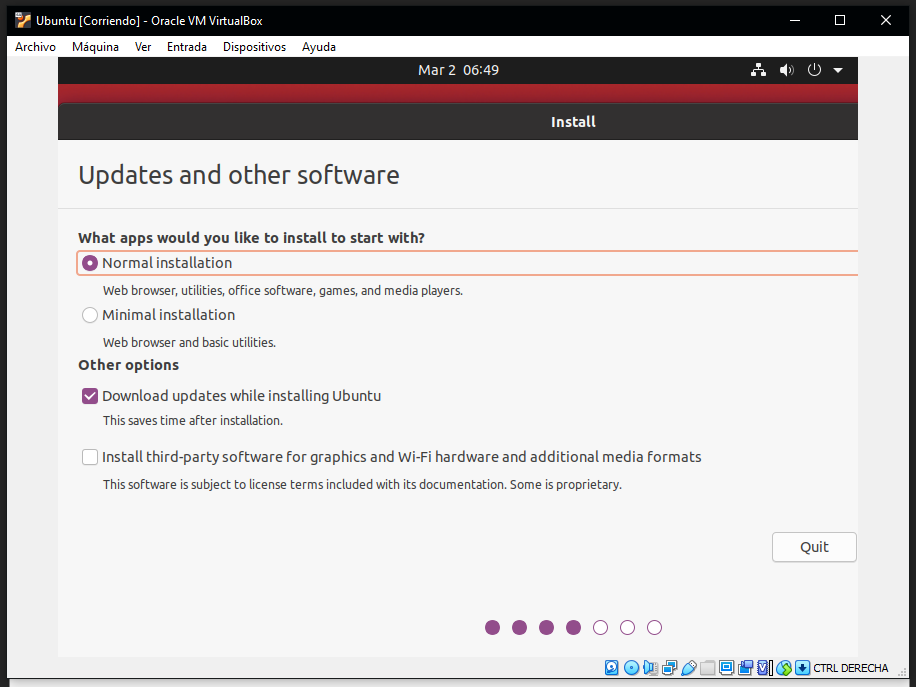 Ubuntu [Corriendo] - Oracle VM VirtualBox
Archivo Máquina Ver Entrada Dispositivos Ayuda
Mar 2 06:49
Install
Updates and other software
What apps would you like to install to start with?
Normal installation
Web browser, utilities, office software, games, and media players.
Minimal installation
Web browser and basic utilities.
Other options
Download updates while installing Ubuntu
This saves time after installation.
Install third-party software for graphics and Wi-Fi hardware and additional media formats
This software is subject to license terms included with its documentation. Some is proprietary.
Quit
CTRL DERECHA